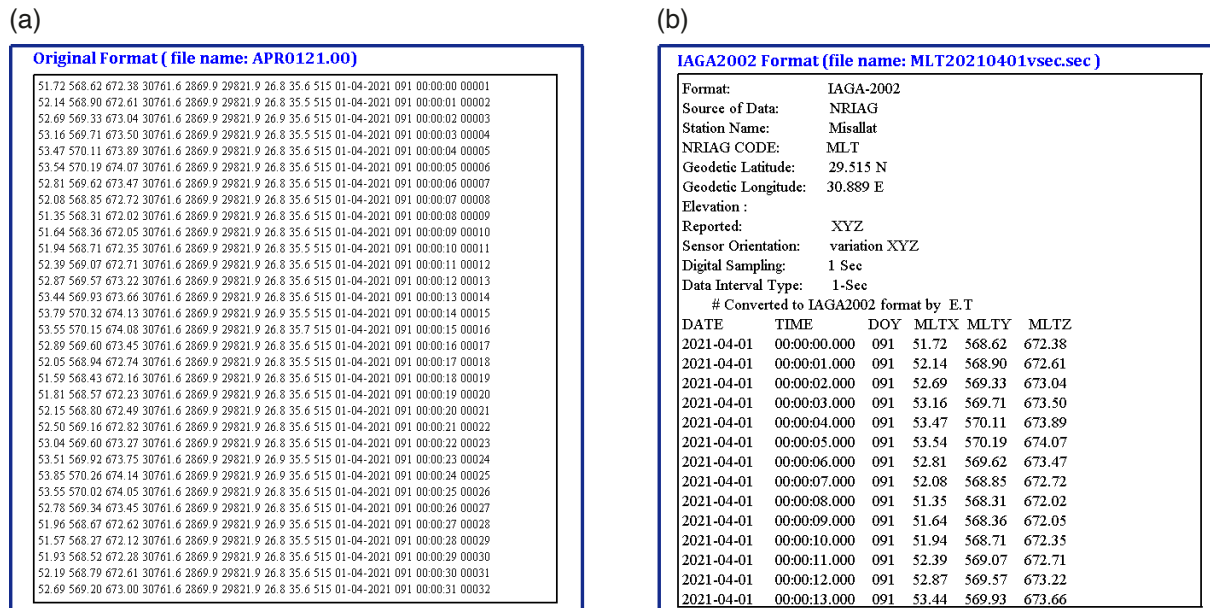 (a)
Original Format ( file name: APR0121.00)
51.72 568.62 672.38 30761.6 2869.9 29821.9 26.8 35.6 515 01-04-2021 091 00:00:00 00001
52.14 568.90 672.61 30761.6 2869.9 29821.9 26.8 35.5 515 01-04-2021 091 00:00:01 00002
52.69 569.33 673.04 30761.6 2869.9 29821.9 26.9 35.5 515 01-04-2021 091 00:00:02 00003
53.16 569.71 673.50 30761.6 2869.9 29821.9 26.8 35.5 515 01-04-2021 091 00:00:03 00004
53.47 570.11 673.89 30761.6 2869.9 29821.9 26.8 35.6 515 01-04-2021 091 00:00:04 00005
53.54 570.19 674.07 30761.6 2869.9 29821.9 26.8 35.6 515 01-04-2021 091 00:00:05 00006
52.81 569.62 673.47 30761.6 2869.9 29821.9 26.8 35.6 515 01-04-2021 091 00:00:06 00007
52.08 568.85 672.72 30761.6 2869.9 29821.9 26.8 35.6 515 01-04-2021 091 00:00:07 00008
51.35 568.31 672.02 30761.6 2869.9 29821.9 26.8 35.6 515 01-04-2021 091 00:00:08 00009
51.64 568.36 672.05 30761.6 2869.9 29821.9 26.8 35.6 515 01-04-2021 091 00:00:09 00010
51.94 568.71 672.35 30761.6 2869.9 29821.9 26.8 35.5 515 01-04-2021 091 00:00:10 00011
52.39 569.07 672.71 30761.6 2869.9 29821.9 26.8 35.6 515 01-04-2021 091 00:00:11 00012
52.87 569.57 673.22 30761.6 2869.9 29821.9 26.8 35.6 515 01-04-2021 091 00:00:12 00013
53.44 569.93 673.66 30761.6 2869.9 29821.9 26.8 35.6 515 01-04-2021 091 00:00:13 00014
53.79 570.32 674.13 30761.6 2869.9 29821.9 26.8 35.5 515 01-04-2021 091 00:00:14 00015
53.55 570.15 674.08 30761.6 2869.9 29821.9 26.8 35.7 515 01-04-2021 091 00:00:15 00016
52.89 569.60 673.45 30761.6 2869.9 29821.9 26.8 35.6 515 01-04-2021 091 00:00:16 00017
52.05 568.94 672.74 30761.6 2869.9 29821.9 26.8 35.5 515 01-04-2021 091 00:00:17 00018
51.59 568.43 672.16 30761.6 2869.9 29821.9 26.8 35.6 515 01-04-2021 091 00:00:18 00019
51.81 568.57 672.23 30761.6 2869.9 29821.9 26.8 35.6 515 01-04-2021 091 00:00:19 00020
52.15 568.80 672.49 30761.6 2869.9 29821.9 26.8 35.6 515 01-04-2021 091 00:00:20 00021
52.50 569.16 672.82 30761.6 2869.9 29821.9 26.8 35.6 515 01-04-2021 091 00:00:21 00022
53.04 569.60 673.27 30761.6 2869.9 29821.9 26.8 35.6 515 01-04-2021 091 00:00:22 00023
53.51 569.92 673.75 30761.6 2869.9 29821.9 26.9 35.5 515 01-04-2021 091 00:00:23 00024
53.85 570.26 674.14 30761.6 2869.9 29821.9 26.9 35.6 515 01-04-2021 091 00:00:24 00025
53.55 570.02 674.05 30761.6 2869.9 29821.9 26.8 35.6 515 01-04-2021 091 00:00:25 00026
52.78 569.34 673.45 30761.6 2869.9 29821.9 26.8 35.6 515 01-04-2021 091 00:00:26 00027
51.96 568.67 672.62 30761.6 2869.9 29821.9 26.8 35.6 515 01-04-2021 091 00:00:27 00028
51.57 568.27 672.12 30761.6 2869.9 29821.9 26.8 35.6 515 01-04-2021 091 00:00:28 00029
51.93 568.52 672.28 30761.6 2869.9 29821.9 26.8 35.6 515 01-04-2021 091 00:00:29 00030
52.19 568.79 672.61 30761.6 2869.9 29821.9 26.8 35.6 515 01-04-2021 091 00:00:30 00031
52.69 569.20 673.00 30761.6 2869.9 29821.9 26.8 35.6 515 01-04-2021 091 00:00:31 00032
(b)
IAGA2002 Format (file name: MLT20210401vsec.sec )
Format: IAGA-2002
Source of Data: NRIAG
Station Name: Misallat
NRIAG CODE: MLT
Geodetic Latitude: 29.515 N
Geodetic Longitude: 30.889 E
Elevation :
Reported: XYZ
Sensor Orientation: variation XYZ
Digital Sampling: 1 Sec
Data Interval Type: 1-Sec
# Converted to IAGA2002 format by E.T
DATE TIME DOY MLTX MLTY MLTZ
2021-04-01 00:00:00.000 091 51.72 568.62 672.38
2021-04-01 00:00:01.000 091 52.14 568.90 672.61
2021-04-01 00:00:02.000 091 52.69 569.33 673.04
2021-04-01 00:00:03.000 091 53.16 569.71 673.50
2021-04-01 00:00:04.000 091 53.47 570.11 673.89
2021-04-01 00:00:05.000 091 53.54 570.19 674.07
2021-04-01 00:00:06.000 091 52.81 569.62 673.47
2021-04-01 00:00:07.000 091 52.08 568.85 672.72
2021-04-01 00:00:08.000 091 51.35 568.31 672.02
2021-04-01 00:00:09.000 091 51.64 568.36 672.05
2021-04-01 00:00:10.000 091 51.94 568.71 672.35
2021-04-01 00:00:11.000 091 52.39 569.07 672.71
2021-04-01 00:00:12.000 091 52.87 569.57 673.22
2021-04-01 00:00:13.000 091 53.44 569.93 673.66